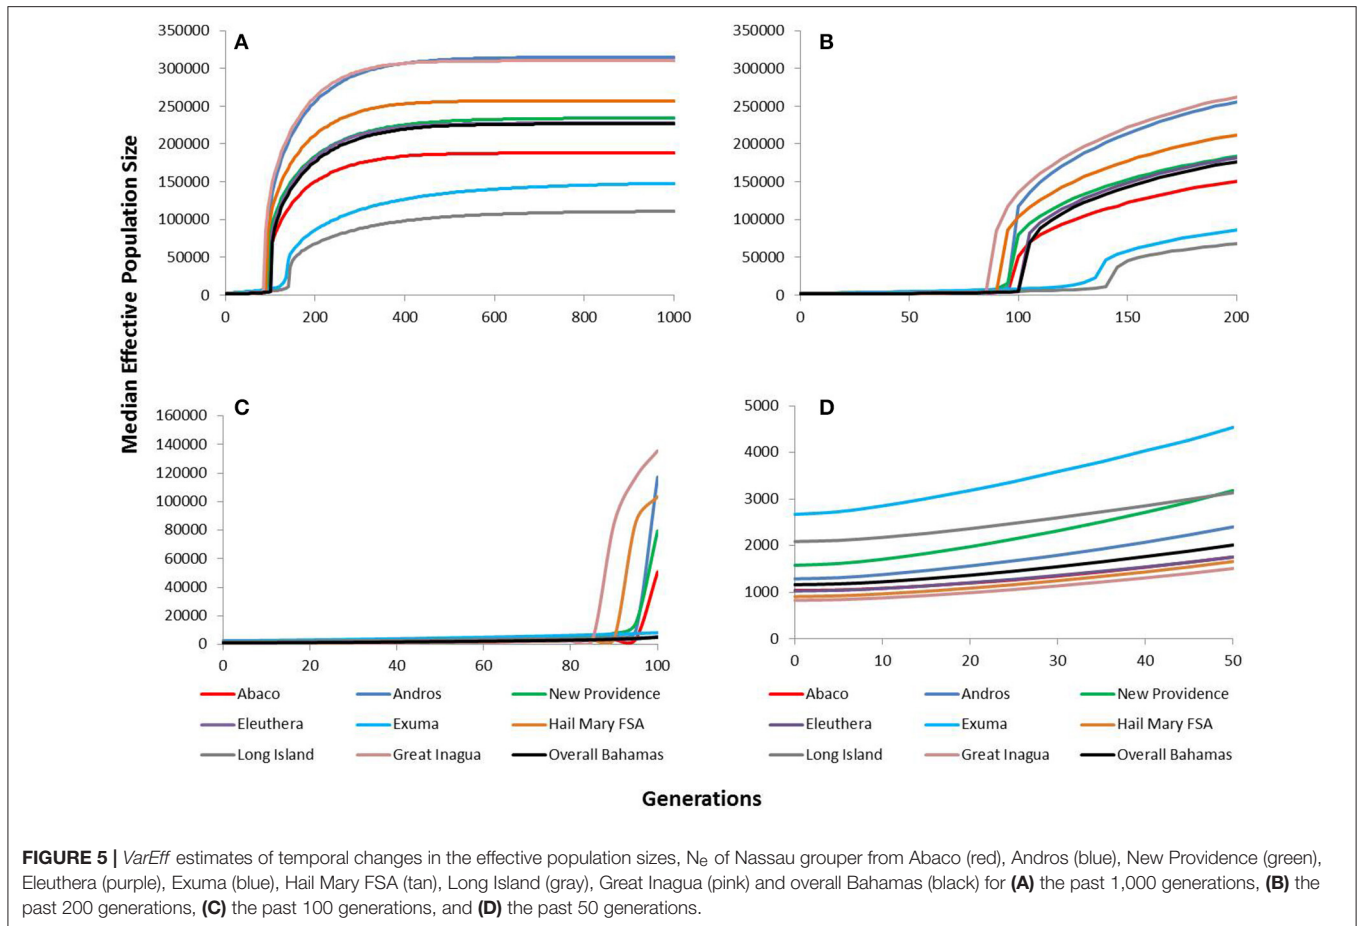 A
350000
300000
250000
200000
150000
100000
50000
0
0 200 400 600 800 1000
B
350000
300000
250000
200000
150000
100000
50000
0
0 50 100 150 200
Median Effective Population Size
C
160000
140000
120000
100000
80000
60000
40000
20000
0
0 20 40 60 80 100
Abaco Andros New Providence
Eleuthera Exuma Hail Mary FSA
Long Island Great Inagua Overall Bahamas
D
5000
4000
3000
2000
1000
0
0 10 20 30 40 50
Abaco Andros New Providence
Eleuthera Exuma Hail Mary FSA
Long Island Great Inagua Overall Bahamas
Generations
FIGURE 5 | VarEff estimates of temporal changes in the effective population sizes, Ne of Nassau grouper from Abaco (red), Andros (blue), New Providence (green),
Eleuthera (purple), Exuma (blue), Hail Mary FSA (tan), Long Island (gray), Great Inagua (pink) and overall Bahamas (black) for (A) the past 1,000 generations, (B) the
past 200 generations, (C) the past 100 generations, and (D) the past 50 generations.